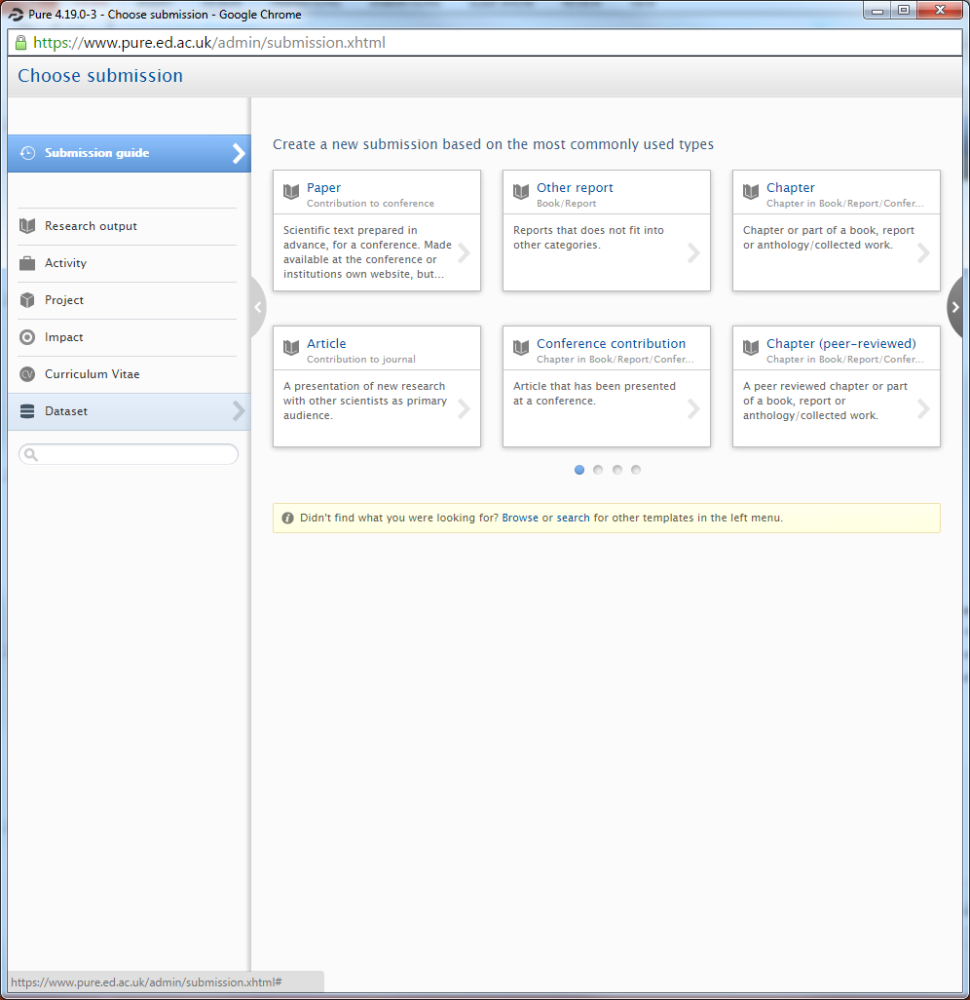 Pure 4.19.0-3 - Choose submission - Google Chrome
https://www.pure.ed.ac.uk/admin/submission.xhtml
Choose submission
Submission guide
Research output
Activity
Project
Impact
CV
Curriculum Vitae
Dataset
Create a new submission based on the most commonly used types
Paper
Contribution to conference
Scientific text prepared in
advance, for a conference. Made
available at the conference or
institutions own website, but...
Other report
Book/Report
Reports that does not fit into
other categories.
Chapter
Chapter in Book/Report/Confer...
Chapter or part of a book, report
or anthology/collected work.
Article
Contribution to journal
A presentation of new research
with other scientists as primary
audience.
Conference contribution
Chapter in Book/Report/Confer...
Article that has been presented
at a conference.
Chapter (peer-reviewed)
Chapter in Book/Report/Confer...
A peer reviewed chapter or part
of a book, report or
anthology/collected work.
Didn't find what you were looking for? Browse or search for other templates in the left menu.
https://www.pure.ed.ac.uk/admin/submission.xhtml#